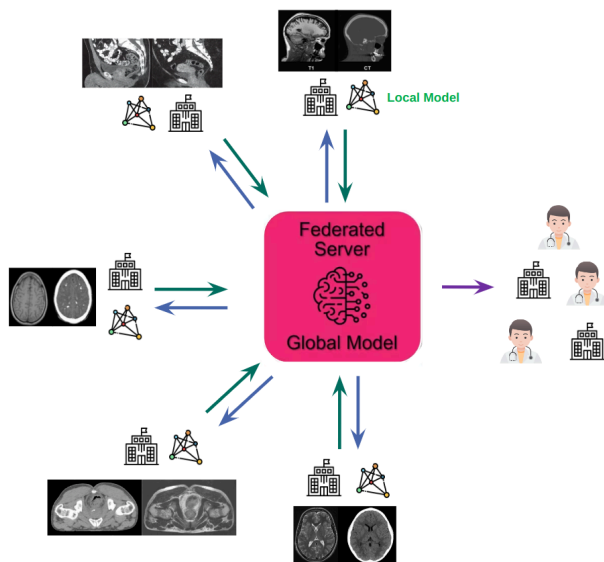 T1
CT
Local Model
Federated
Server
Global Model